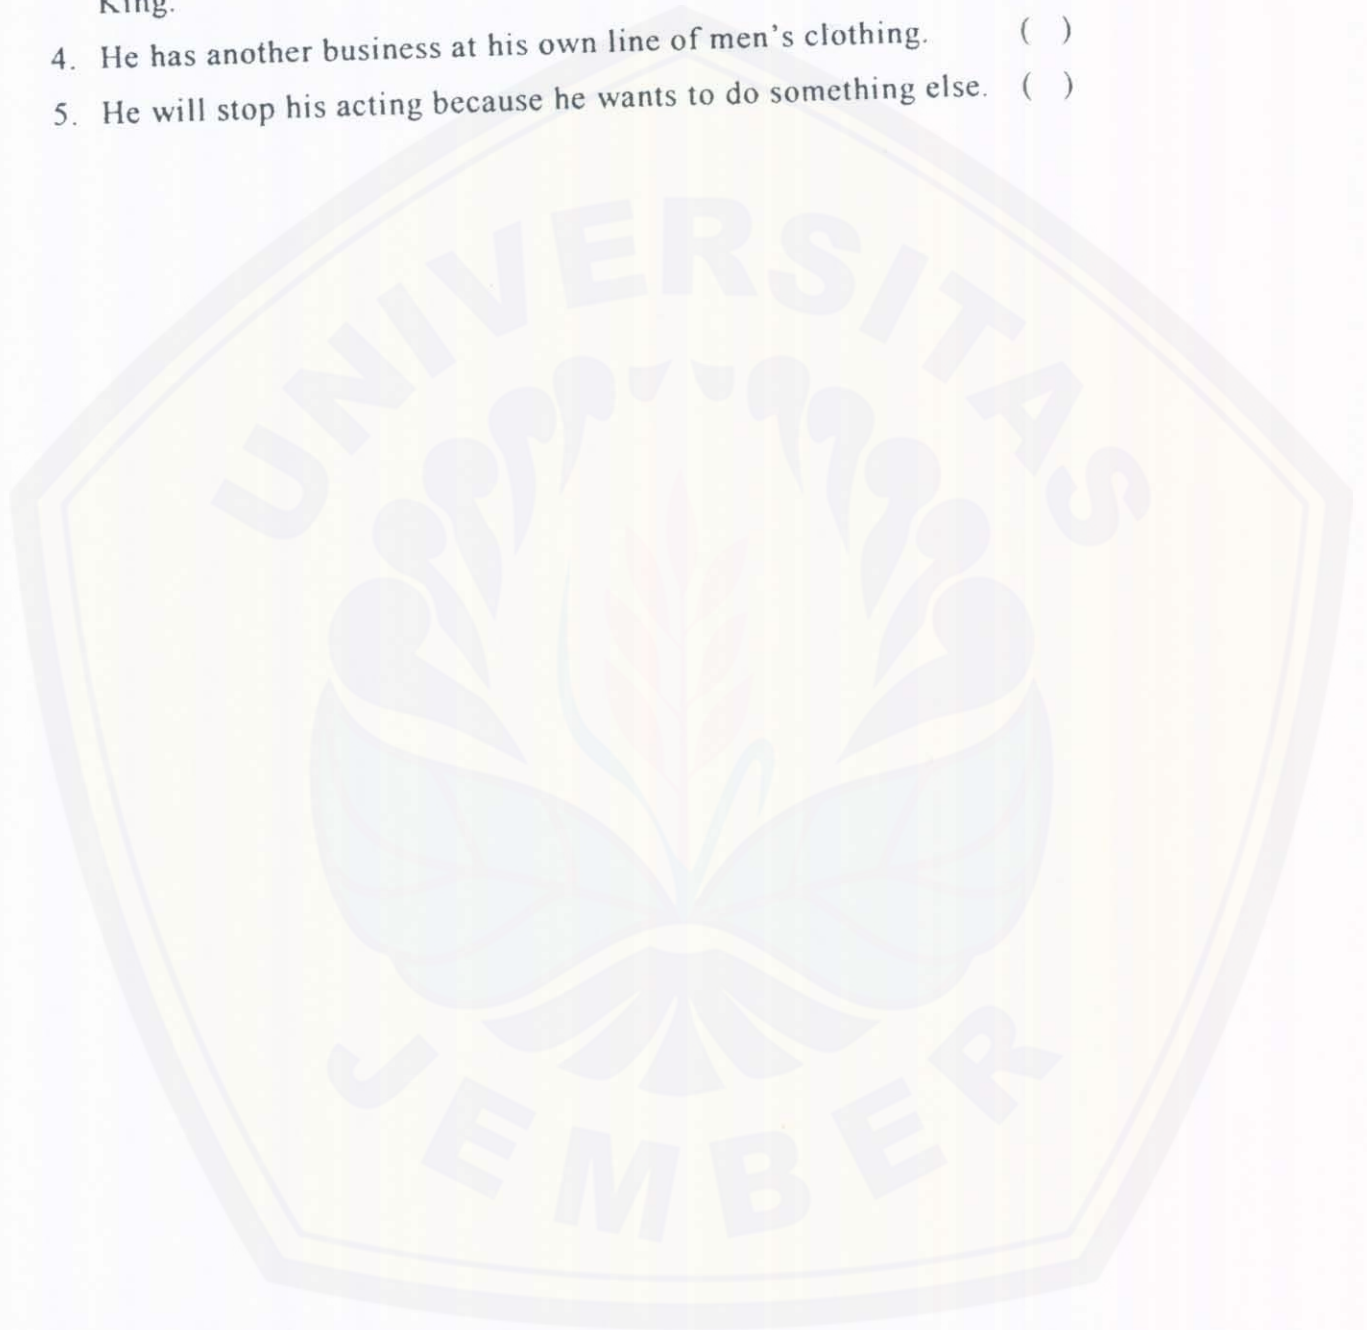 King.
4. He has another business at his own line of men's clothing. ( )
5. He will stop his acting because he wants to do something else. ( )
UNIVERSITAS
JEMBER